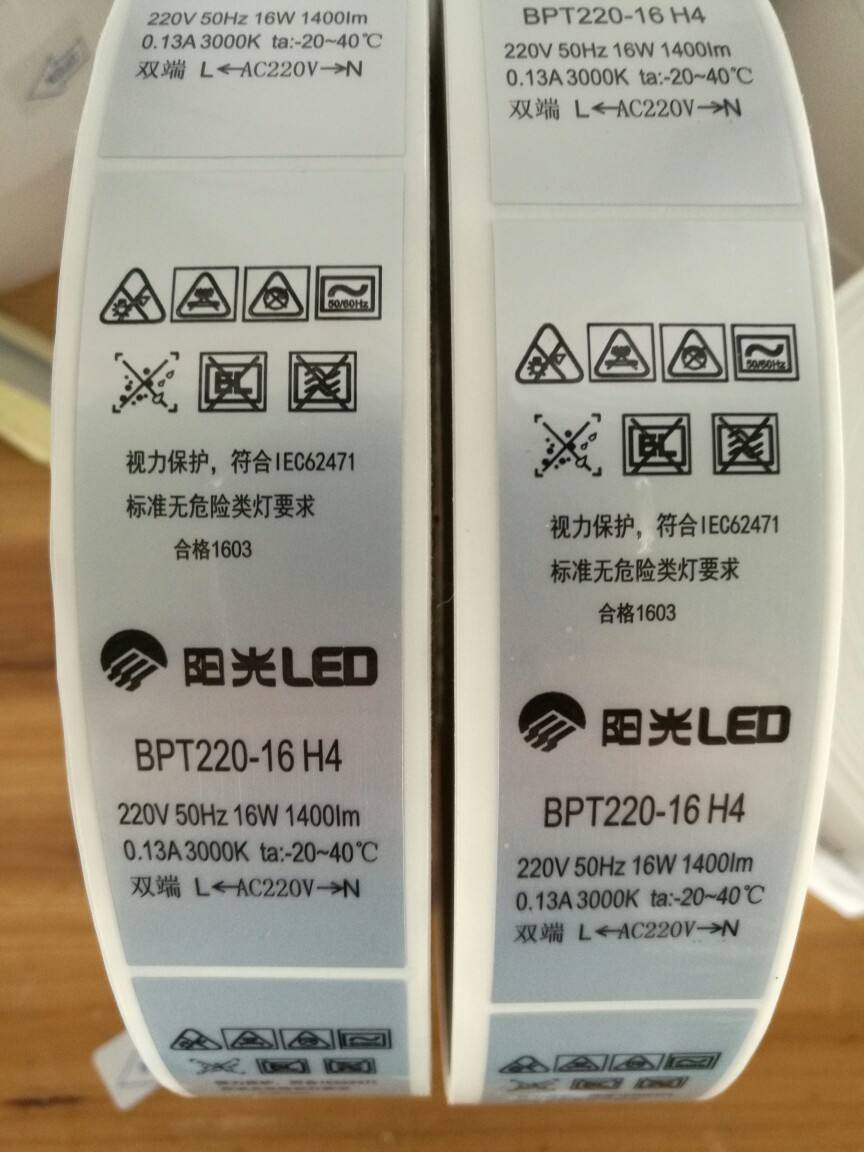 220V 50Hz 16W 1400lm
0.13A 3000K ta:-20~40℃
双端 L←AC220V→N
50/60Hz
BL
视力保护，符合IEC62471
标准无危险类灯要求
合格1603
阳光LED
BPT220-16 H4
220V 50Hz 16W 1400lm
0.13A 3000K ta:-20~40℃
双端 L←AC220V→N
BPT220-16 H4
220V 50Hz 16W 1400lm
0.13A 3000K ta:-20~40℃
双端 L←AC220V→N
50/60Hz
BL
视力保护，符合IEC62471
标准无危险类灯要求
合格1603
阳光LED
BPT220-16 H4
220V 50Hz 16W 1400lm
0.13A 3000K ta:-20~40℃
双端 L←AC220V→N